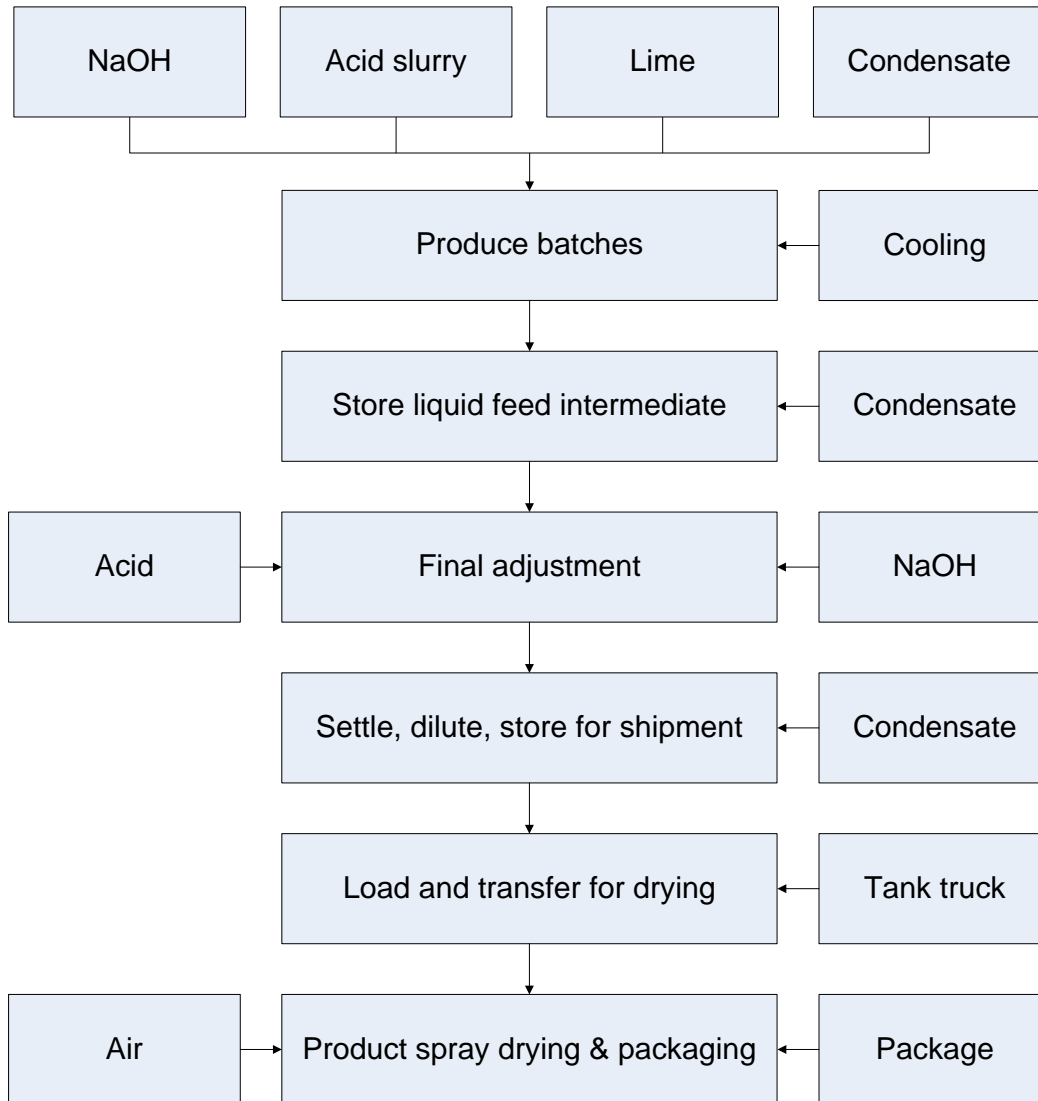 NaOH
Acid slurry
Lime
Condensate
Produce batches
Cooling
Store liquid feed intermediate
Condensate
Acid
Final adjustment
NaOH
Settle, dilute, store for shipment
Condensate
Load and transfer for drying
Tank truck
Air
Product spray drying & packaging
Package